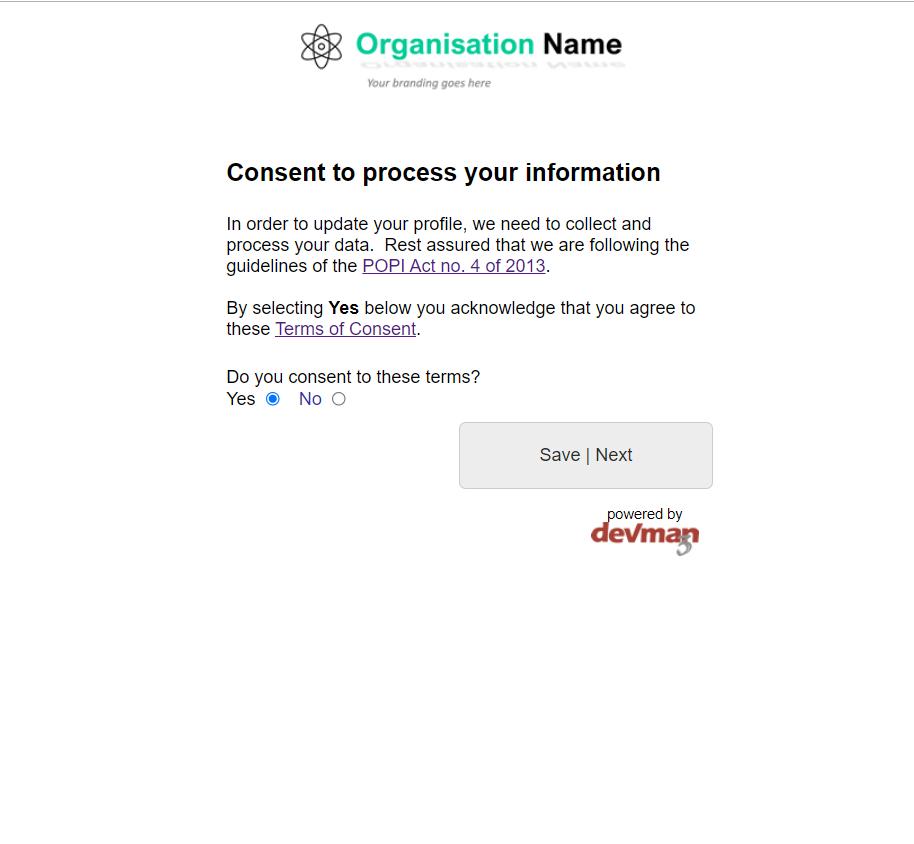 Organisation Name
Your branding goes here
Consent to process your information
In order to update your profile, we need to collect and
process your data.  Rest assured that we are following the
guidelines of the POPI Act no. 4 of 2013.
By selecting Yes below you acknowledge that you agree to
these Terms of Consent.
Do you consent to these terms?
Yes No
Save | Next
powered by
devman
3